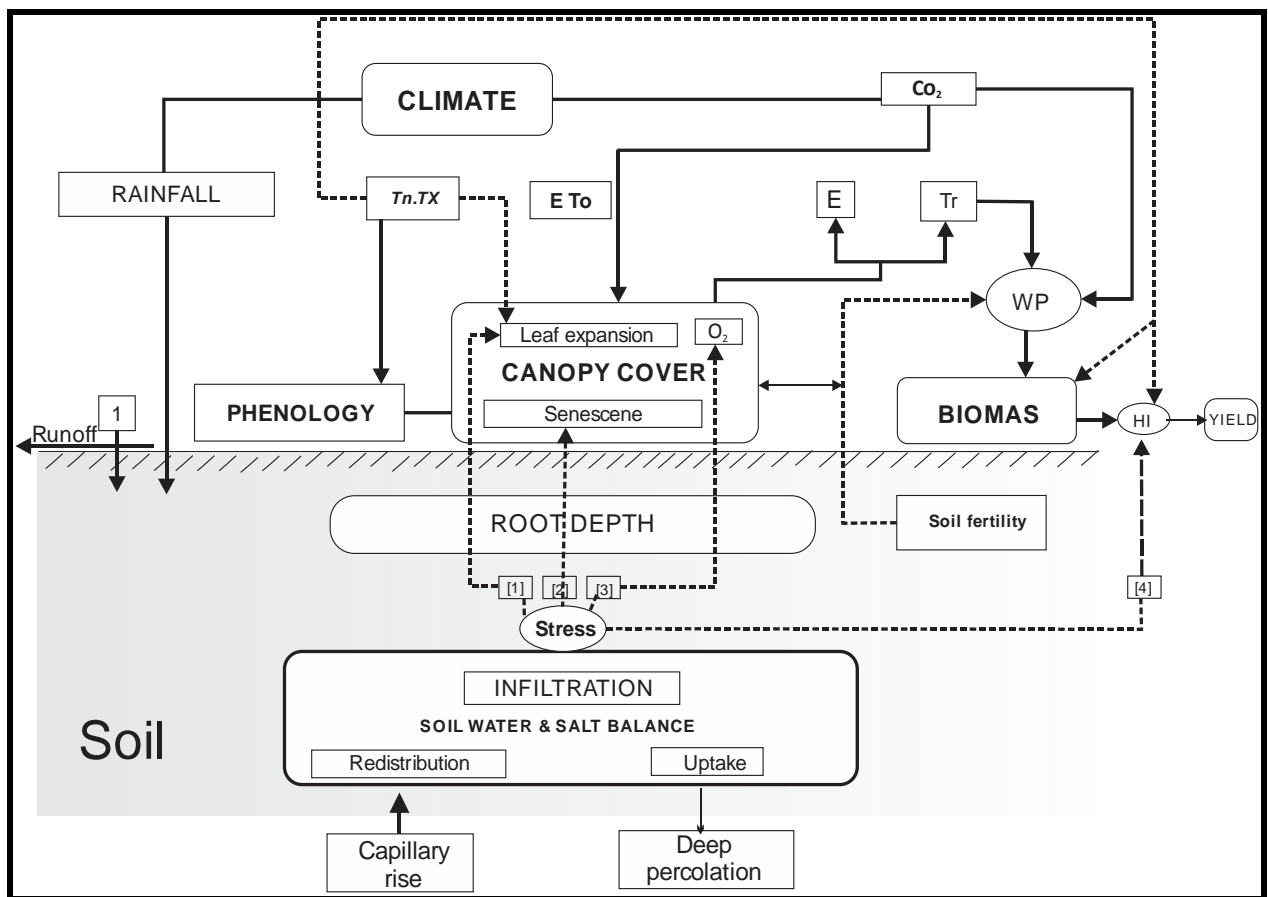 CLIMATE
Co₂
RAINFALL
Tn.TX
E To
E
Tr
WP
Leaf expansion
O₂
CANOPY COVER
Senescene
PHENOLOGY
BIOMAS
HI
YIELD
1
Runoff
ROOT DEPTH
Soil fertility
[1]
[2]
[3]
[4]
Stress
INFILTRATION
SOIL WATER & SALT BALANCE
Soil
Redistribution
Uptake
Capillary
rise
Deep
percolation